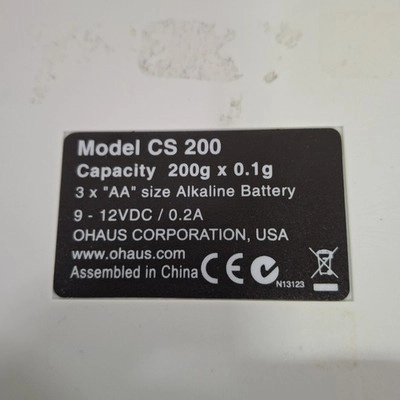 Model CS 200
Capacity 200g x 0.1g
3 x "AA" size Alkaline Battery
9 - 12VDC / 0.2A
OHAUS CORPORATION, USA
www.ohaus.com
Assembled in China CE
N13123